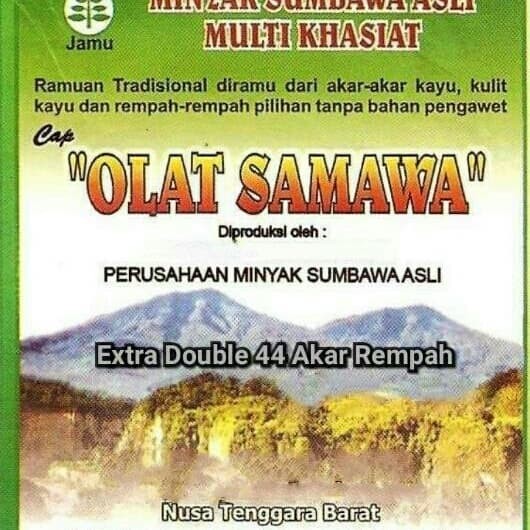 MINZAK SUMBAWA ASLI
MULTI KHASIAT
Jamu
Ramuan Tradisional diramu dari akar-akar kayu, kulit
kayu dan rempah-rempah pilihan tanpa bahan pengawet
Cap
"OLAT SAMAWA"
Diproduksi oleh :
PERUSAHAAN MINYAK SUMBAWA ASLI
Extra Double 44 Akar Rempah
Nusa Tenggara Barat